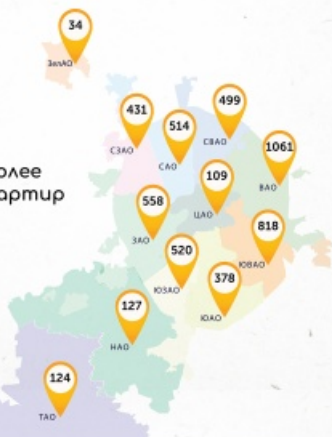 34
ЗелАО
499
431
514
СВАО
СЗАО
САО
1061
109
ВАО
олее
артир
558
ЦАО
818
ЗАО
520
ЮВАО
378
ЮЗАО
127
ЮАО
НАО
124
ТАО